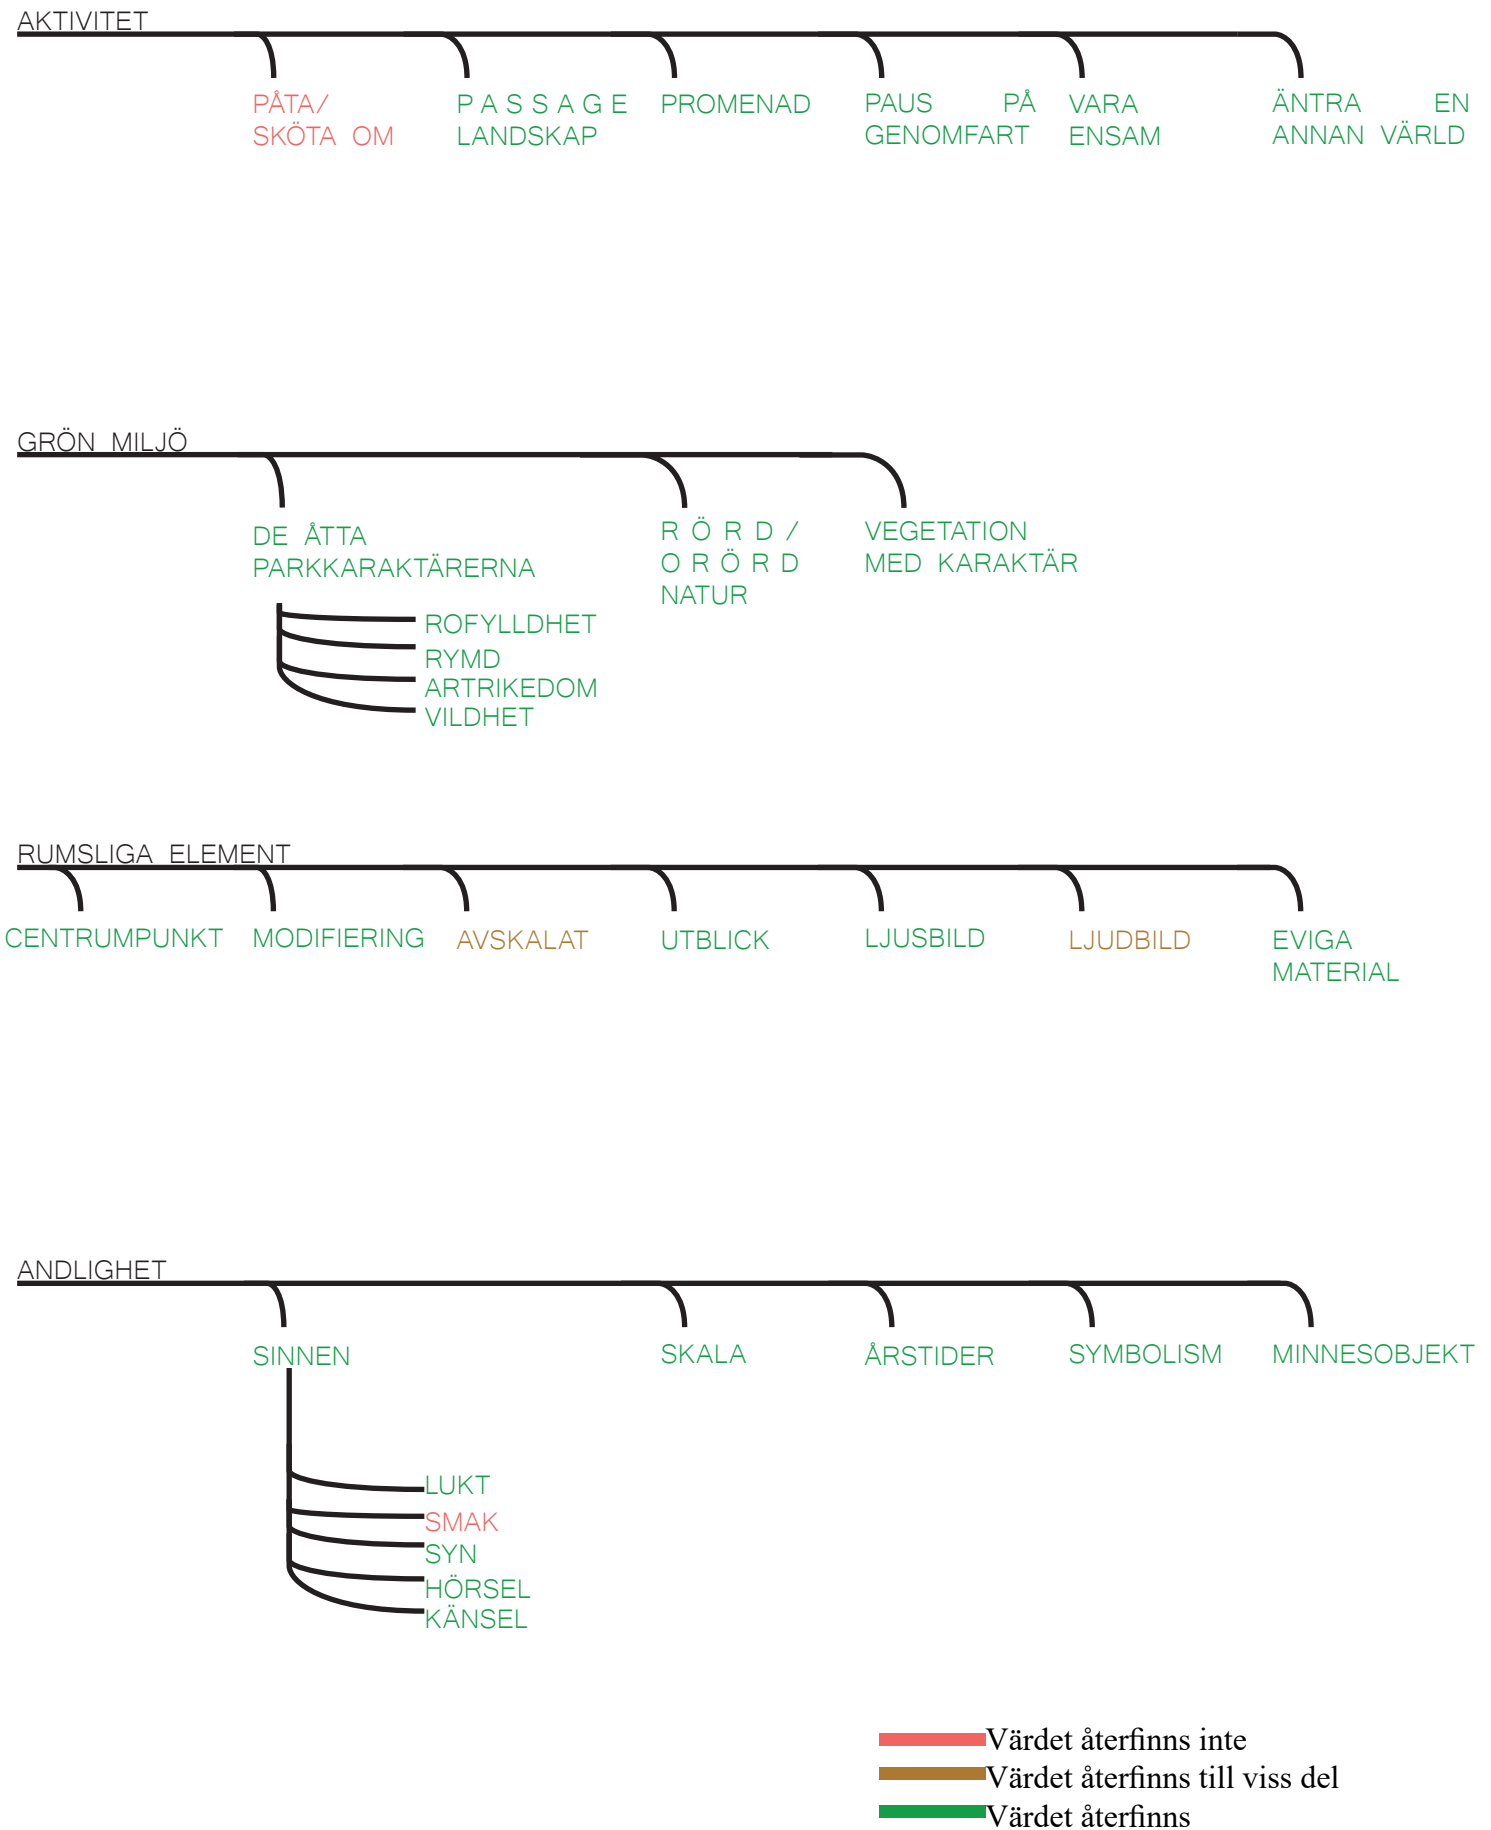 AKTIVITET
PÅTA/
SKÖTA OM
PASSAGE
LANDSKAP
PROMENAD
PAUS PÅ
GENOMFART
VARA
ENSAM
ÄNTRA EN
ANNAN VÄRLD
GRÖN MILJÖ
DE ÅTTA
PARKKARAKTÄRERNA
ROFYLLDHET
RYMD
ARTRIKEDOM
VILDHET
RÖRD/
ORÖRD
NATUR
VEGETATION
MED KARAKTÄR
RUMSLIGA ELEMENT
CENTRUMPUNKT
MODIFIERING
AVSKALAT
UTBLICK
LJUSBILD
LJUDBILD
EVIGA
MATERIAL
ANDLIGHET
SINNEN
LUKT
SMAK
SYN
HÖRSEL
KÄNSEL
SKALA
ÅRSTIDER
SYMBOLISM
MINNESOBJEKT
Värdet återfinns inte
Värdet återfinns till viss del
Värdet återfinns